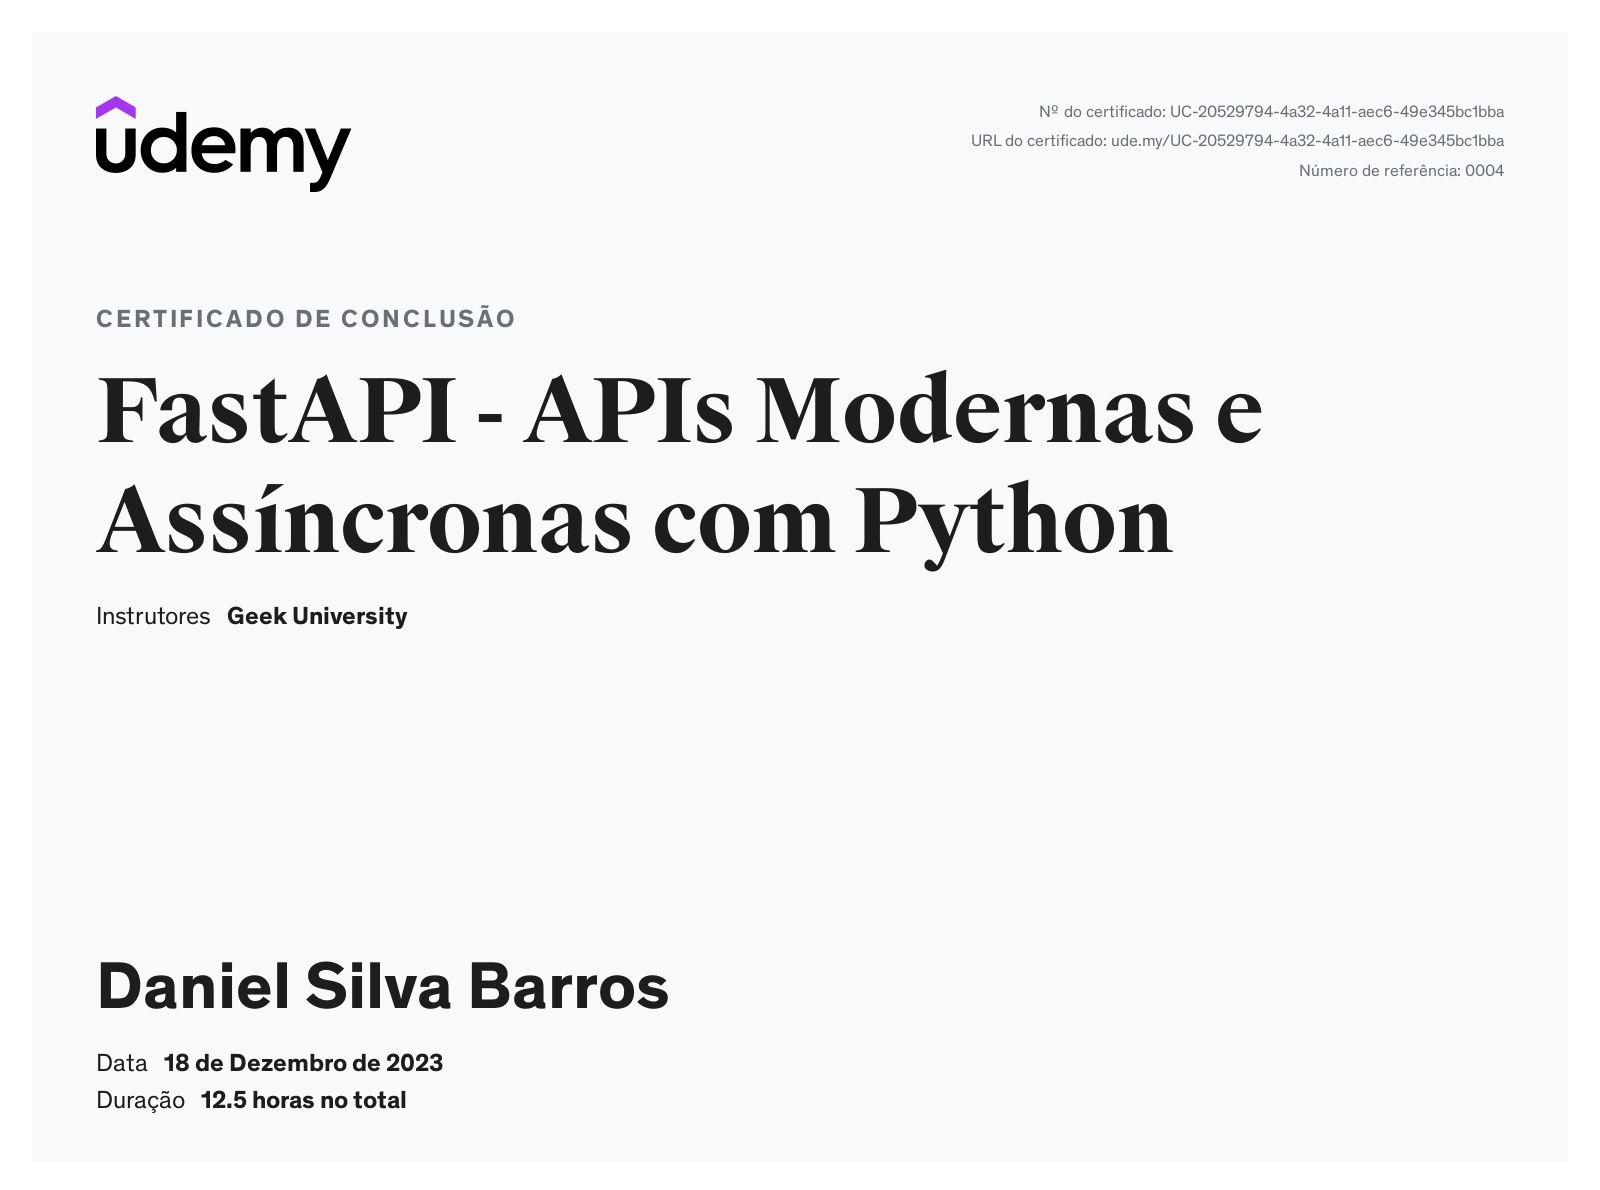 udemy
Nº do certificado: UC-20529794-4a32-4a11-aec6-49e345bc1bba
URL do certificado: ude.my/UC-20529794-4a32-4a11-aec6-49e345bc1bba
Número de referência: 0004
CERTIFICADO DE CONCLUSÃO
FastAPI - APIs Modernas e
Assíncronas com Python
Instrutores Geek University
Daniel Silva Barros
Data 18 de Dezembro de 2023
Duração 12.5 horas no total